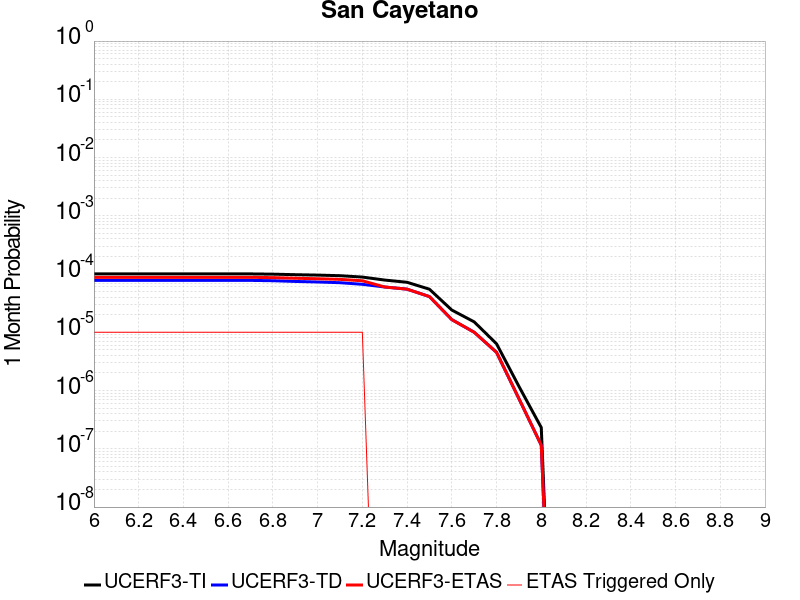 San Cayetano
10^0
10^-1
10^-2
10^-3
10^-4
10^-5
10^-6
10^-7
10^-8
1 Month Probability
6 6.2 6.4 6.6 6.8 7 7.2 7.4 7.6 7.8 8 8.2 8.4 8.6 8.8 9
Magnitude
UCERF3-TI UCERF3-TD UCERF3-ETAS ETAS Triggered Only